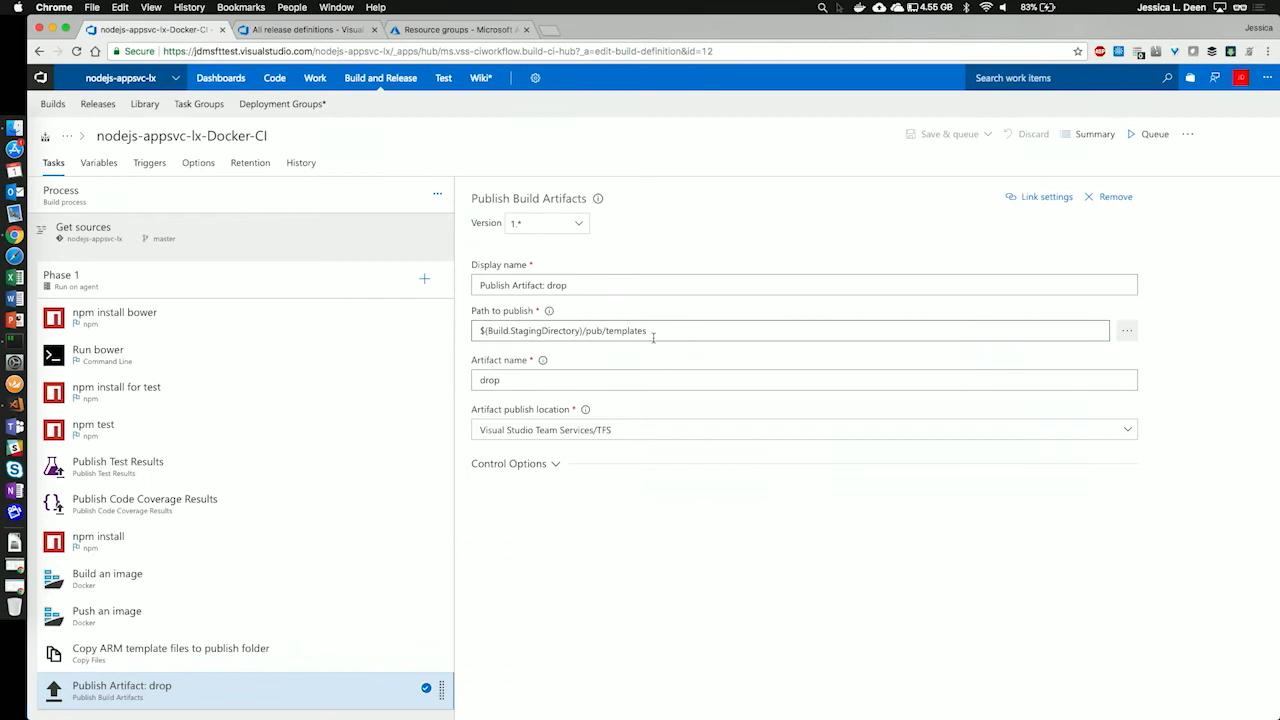 Chrome File Edit View History Bookmarks People Window Help 4.55 GB 83% Jessica L. Deen
nodejs-appsvc-lx-Docker-CI - All release definitions - Visual Resource groups - Microsoft A Jessica
Secure https://jdmsfttest.visualstudio.com/nodejs-appsvc-lx/_apps/hub/ms.vss-ciworkflow.build-ci-hub?_a=edit-build-definition&id=12
nodejs-appsvc-lx Dashboards Code Work Build and Release Test Wiki* Search work items JD
Builds Releases Library Task Groups Deployment Groups*
... > nodejs-appsvc-lx-Docker-CI Save & queue Discard Summary Queue ...
Tasks Variables Triggers Options Retention History
Process
Build process
...
Get sources
nodejs-appsvc-lx master
Phase 1
Run on agent
npm install bower
npm
Run bower
Command Line
npm install for test
npm
npm test
npm
Publish Test Results
Publish Test Results
Publish Code Coverage Results
Publish Code Coverage Results
npm install
npm
Build an image
Docker
Push an image
Docker
Copy ARM template files to publish folder
Copy Files
Publish Artifact: drop
Publish Build Artifacts
Publish Build Artifacts Link settings Remove
Version 1.*
Display name *
Publish Artifact: drop
Path to publish *
$(Build.StagingDirectory)/pub/templates
...
Artifact name *
drop
Artifact publish location *
Visual Studio Team Services/TFS
Control Options